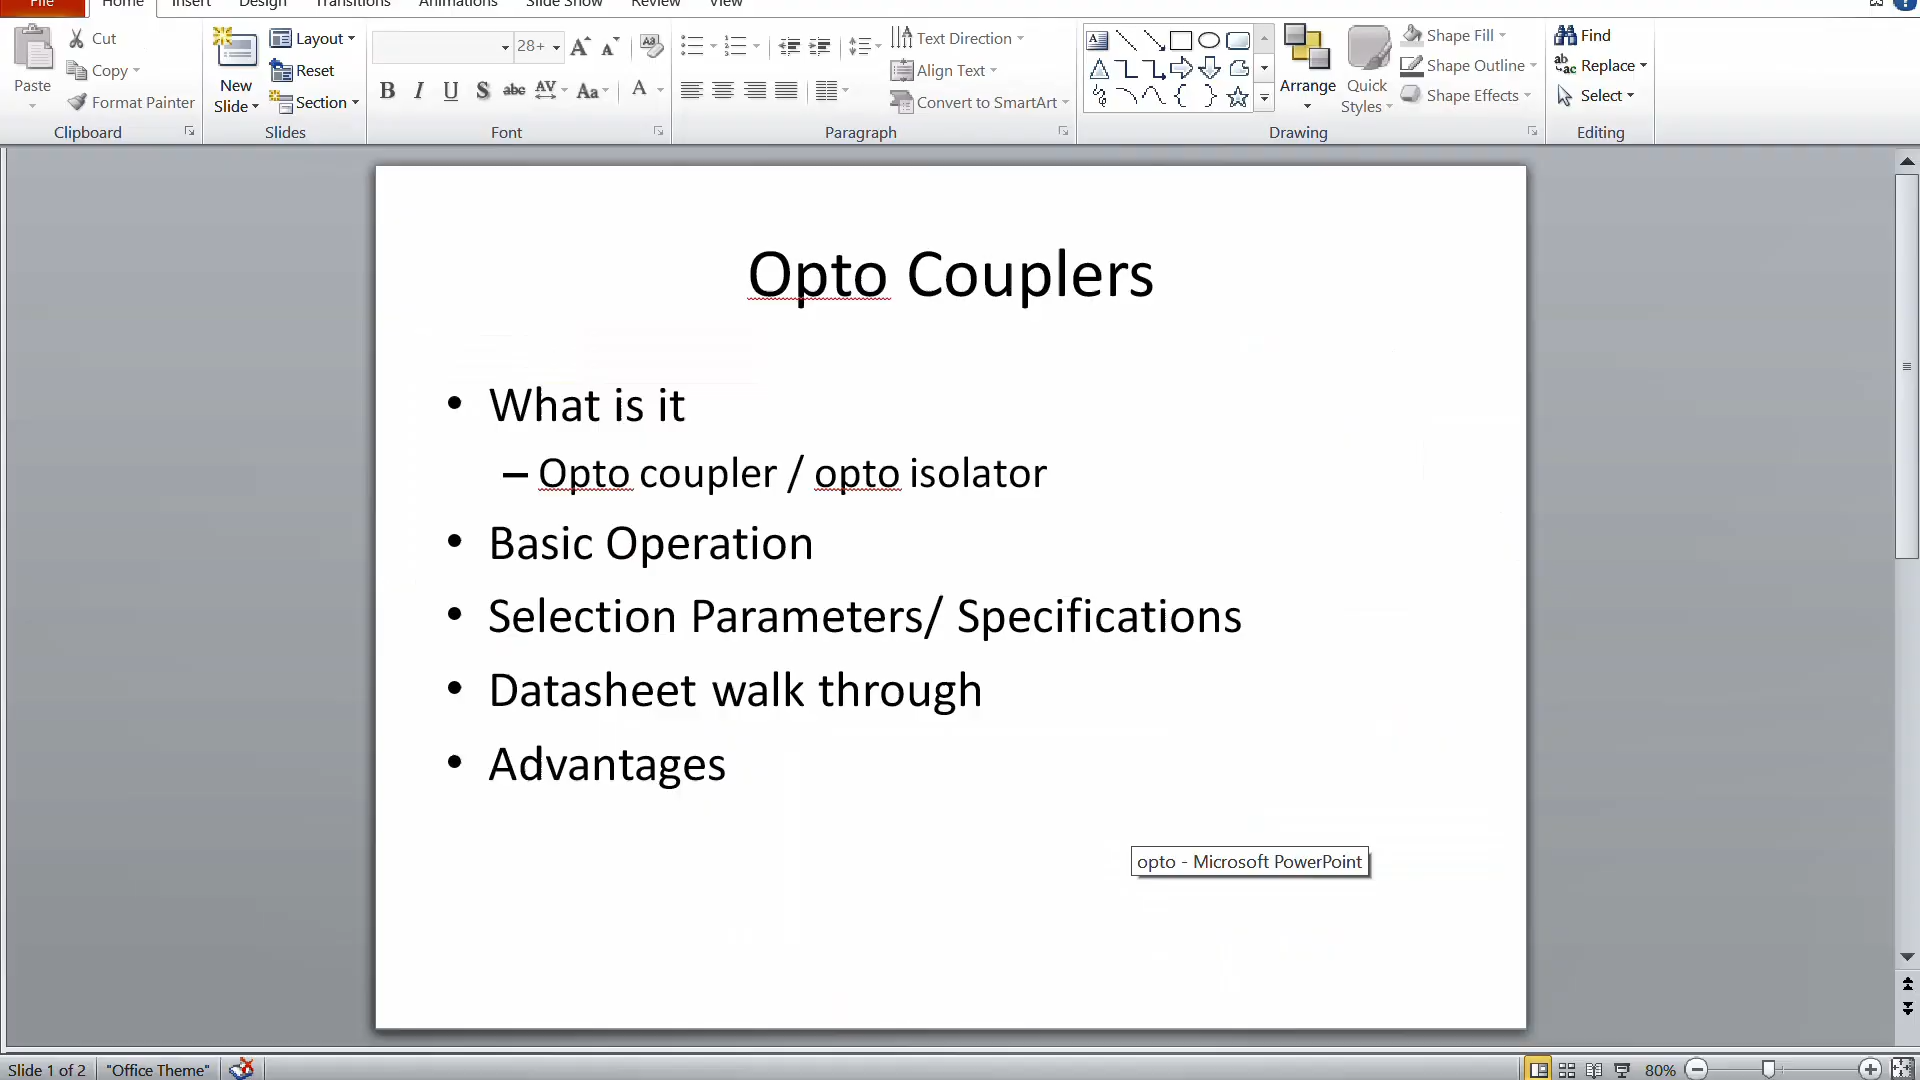 File Home Insert Design Transitions Animations Slide Show Review View
Cut
Copy
Format Painter
Paste
Clipboard
New Slide
Layout
Reset
Section
Slides
28+
B I U S abc AV Aa A
Font
Text Direction
Align Text
Convert to SmartArt
Paragraph
Arrange
Quick Styles
Shape Fill
Shape Outline
Shape Effects
Drawing
Find
Replace
Select
Editing
Opto Couplers
• What is it
– Opto coupler / opto isolator
• Basic Operation
• Selection Parameters/ Specifications
• Datasheet walk through
• Advantages
opto - Microsoft PowerPoint
Slide 1 of 2 "Office Theme" 80%